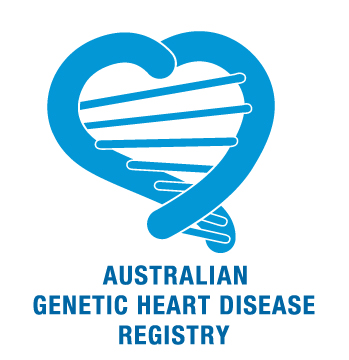 AUSTRALIAN
GENETIC HEART DISEASE
REGISTRY